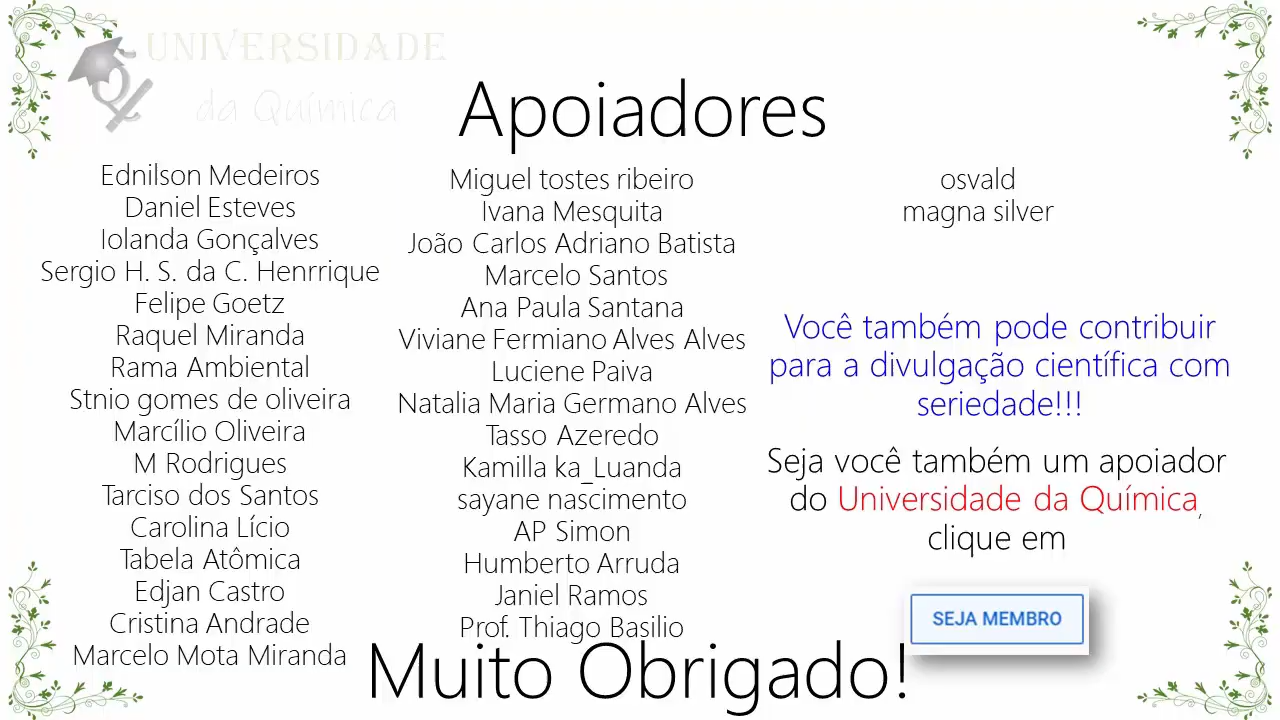 UNIVERSIDADE
da Química
Apoiadores
Ednilson Medeiros
Daniel Esteves
Iolanda Gonçalves
Sergio H. S. da C. Henrrique
Felipe Goetz
Raquel Miranda
Rama Ambiental
Stnio gomes de oliveira
Marcílio Oliveira
M Rodrigues
Tarciso dos Santos
Carolina Lício
Tabela Atômica
Edjan Castro
Cristina Andrade
Marcelo Mota Miranda
Miguel tostes ribeiro
Ivana Mesquita
João Carlos Adriano Batista
Marcelo Santos
Ana Paula Santana
Viviane Fermiano Alves Alves
Luciene Paiva
Natalia Maria Germano Alves
Tasso Azeredo
Kamilla ka_Luanda
sayane nascimento
AP Simon
Humberto Arruda
Janiel Ramos
Prof. Thiago Basilio
osvald
magna silver
Você também pode contribuir
para a divulgação científica com
seriedade!!!
Seja você também um apoiador
do Universidade da Química,
clique em
SEJA MEMBRO
Muito Obrigado!